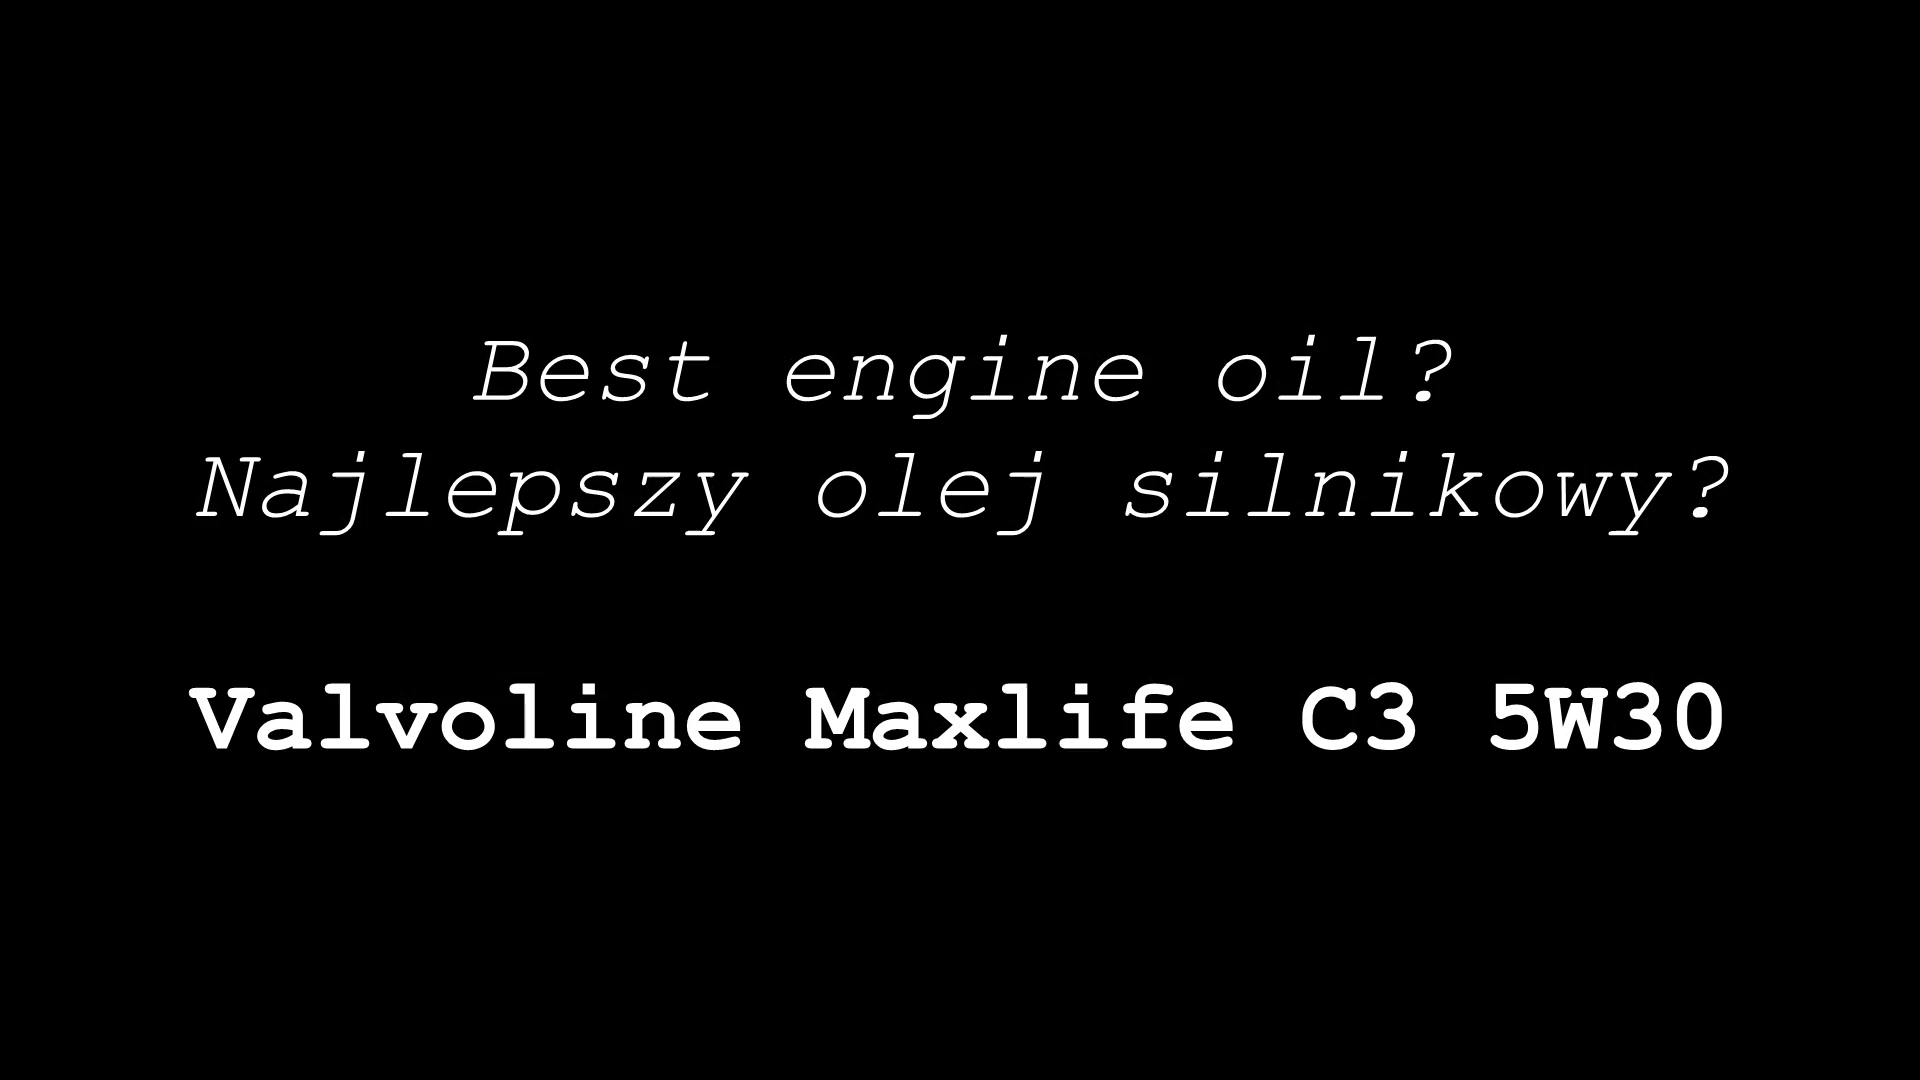 Best engine oil?
Najlepszy olej silnikowy?
Valvoline Maxlife C3 5W30